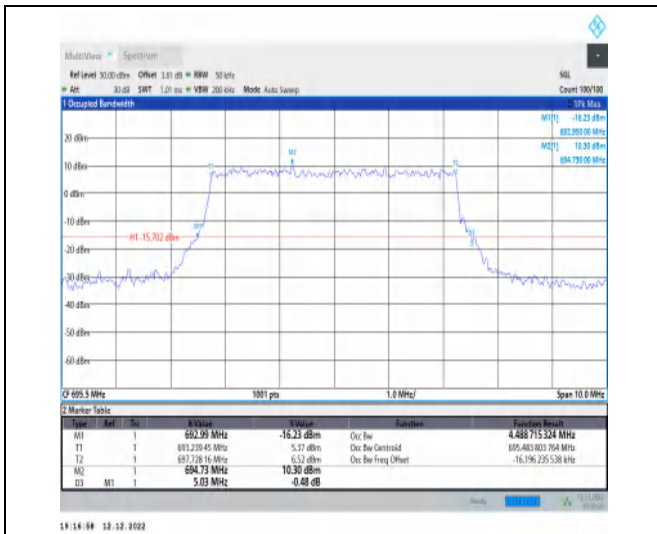 MultiView Spectrum
Ref Level 30.00 dBm Offset 3.81 dB RBW 50 kHz SGL
Att 30 dB SWT 1.01 ms VBW 200 kHz Mode Auto Sweep Count 100/100
1 Occupied Bandwidth 1Pk Max
M1[1] -16.23 dBm
692.990 00 MHz
M2[1] 10.30 dBm
694.730 00 MHz
20 dBm
M2
10 dBm
T1 T2
0 dBm
-10 dBm
H1 -15.702 dBm
-20 dBm
-30 dBm
-40 dBm
-50 dBm
-60 dBm
CF 695.5 MHz 1001 pts 1.0 MHz/ Span 10.0 MHz
2 Marker Table
Type Ref Trc X-Value Y-Value Function Function Result
M1 1 692.99 MHz -16.23 dBm Occ Bw 4.488 715 324 MHz
T1 1 693.239 45 MHz 5.37 dBm Occ Bw Centroid 695.483 803 764 MHz
T2 1 697.728 16 MHz 6.52 dBm Occ Bw Freq Offset -16.196 235 538 kHz
M2 1 694.73 MHz 10.30 dBm
D3 M1 1 5.03 MHz -0.48 dB
Ready
19:16:58 12.12.2022